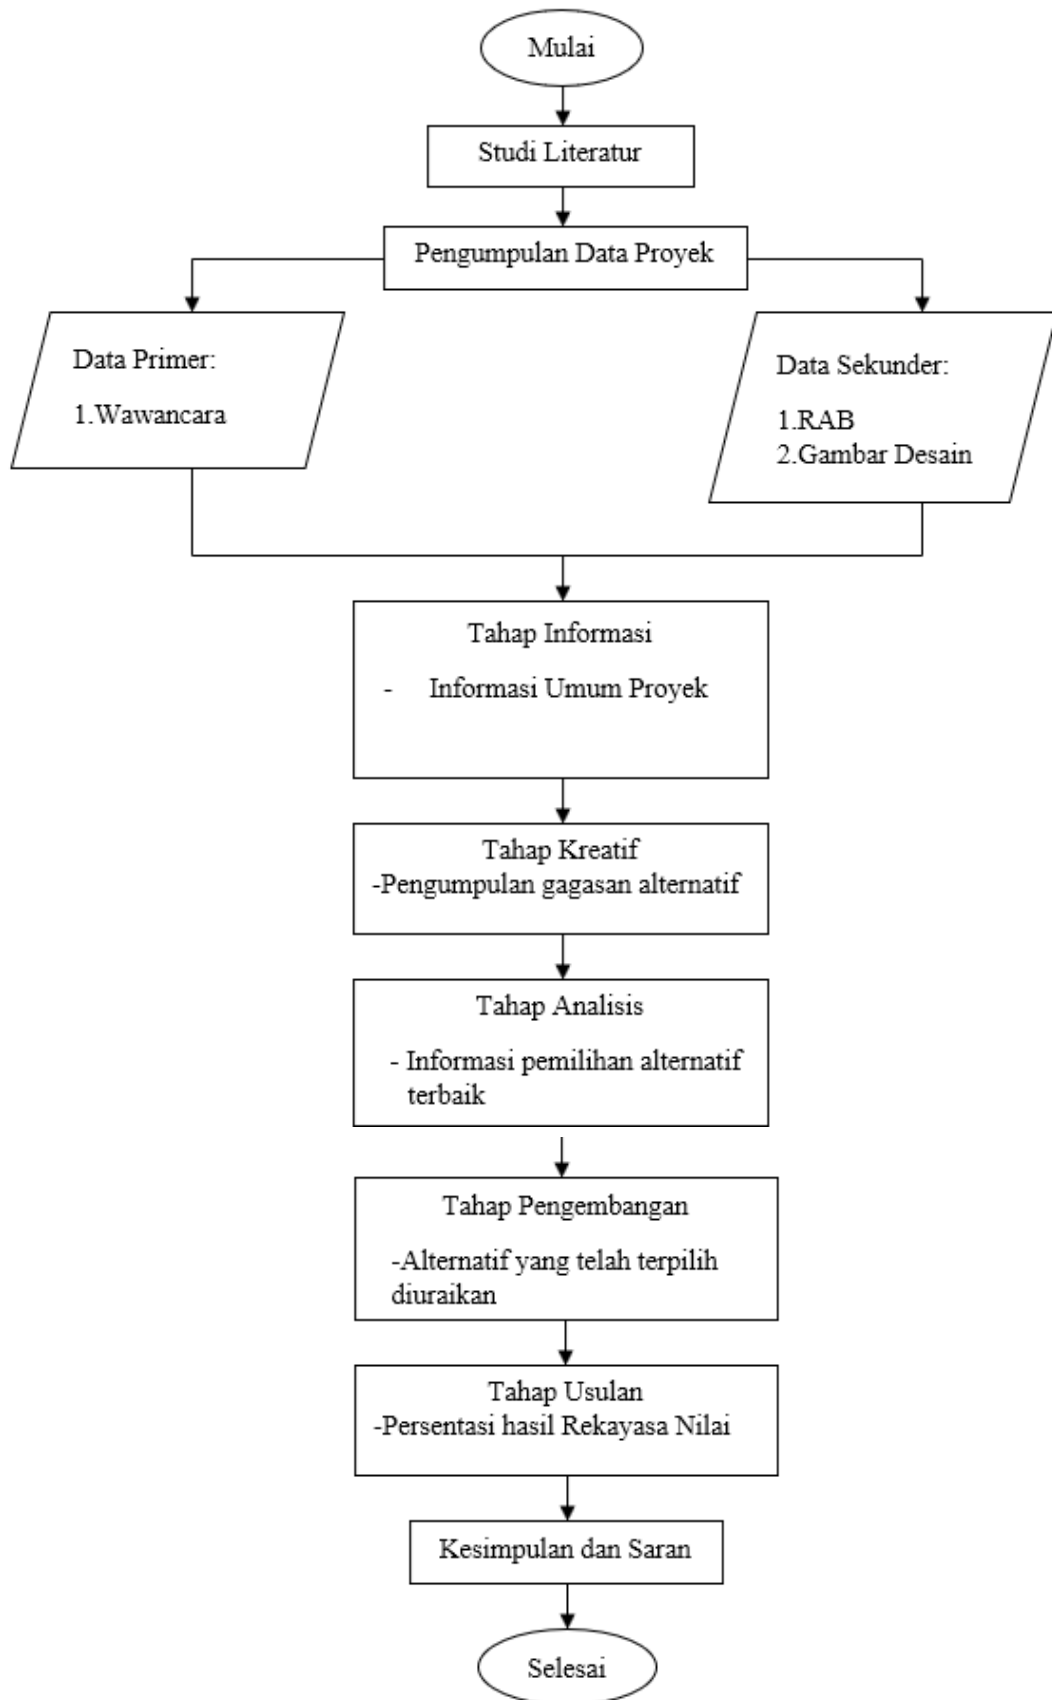 Mulai
Studi Literatur
Pengumpulan Data Proyek
Data Primer:
1.Wawancara
Data Sekunder:
1.RAB
2.Gambar Desain
Tahap Informasi
- Informasi Umum Proyek
Tahap Kreatif
-Pengumpulan gagasan alternatif
Tahap Analisis
- Informasi pemilihan alternatif
terbaik
Tahap Pengembangan
-Alternatif yang telah terpilih
diuraikan
Tahap Usulan
-Persentasi hasil Rekayasa Nilai
Kesimpulan dan Saran
Selesai